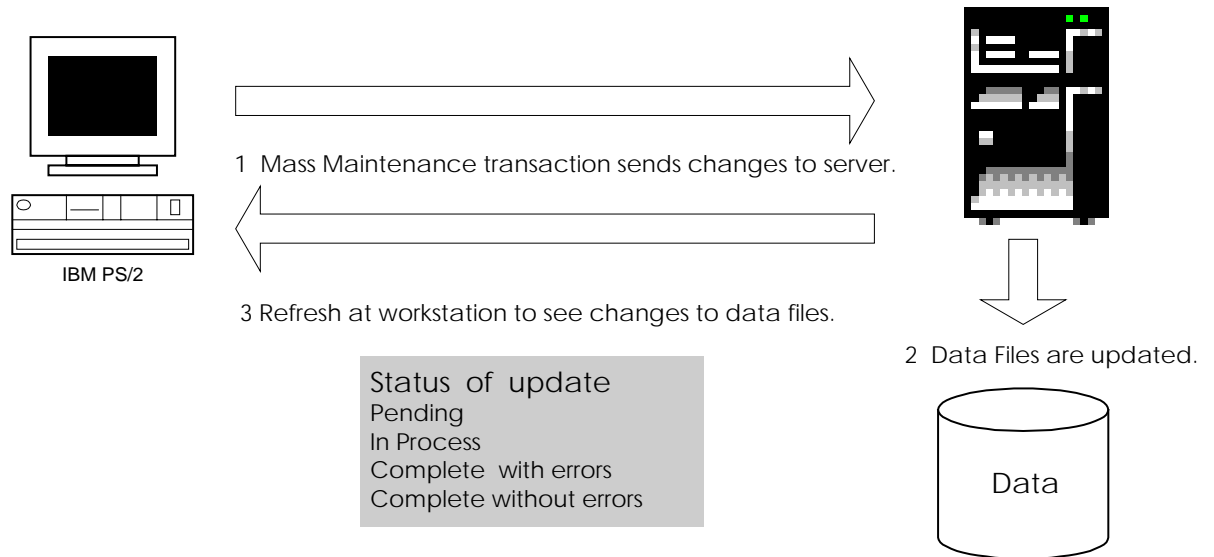 1 Mass Maintenance transaction sends changes to server.
IBM PS/2
3 Refresh at workstation to see changes to data files.
2 Data Files are updated.
Status of update
Pending
In Process
Complete with errors
Complete without errors
Data